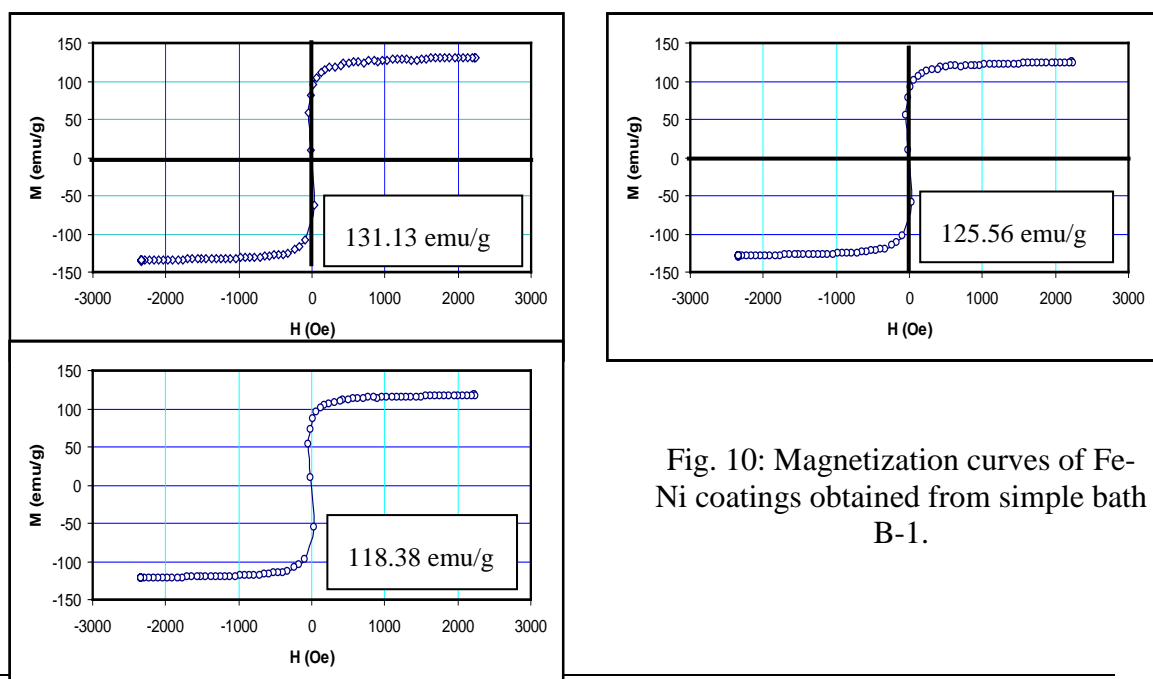 150
100
50
0
-50
-100
-150
M (emu/g)
131.13 emu/g
-3000 -2000 -1000 0 1000 2000 3000
H (Oe)
150
100
50
0
-50
-100
-150
M (emu/g)
125.56 emu/g
-3000 -2000 -1000 0 1000 2000 3000
H (Oe)
150
100
50
0
-50
-100
-150
M (emu/g)
118.38 emu/g
-3000 -2000 -1000 0 1000 2000 3000
H (Oe)
Fig. 10: Magnetization curves of Fe-
Ni coatings obtained from simple bath
B-1.